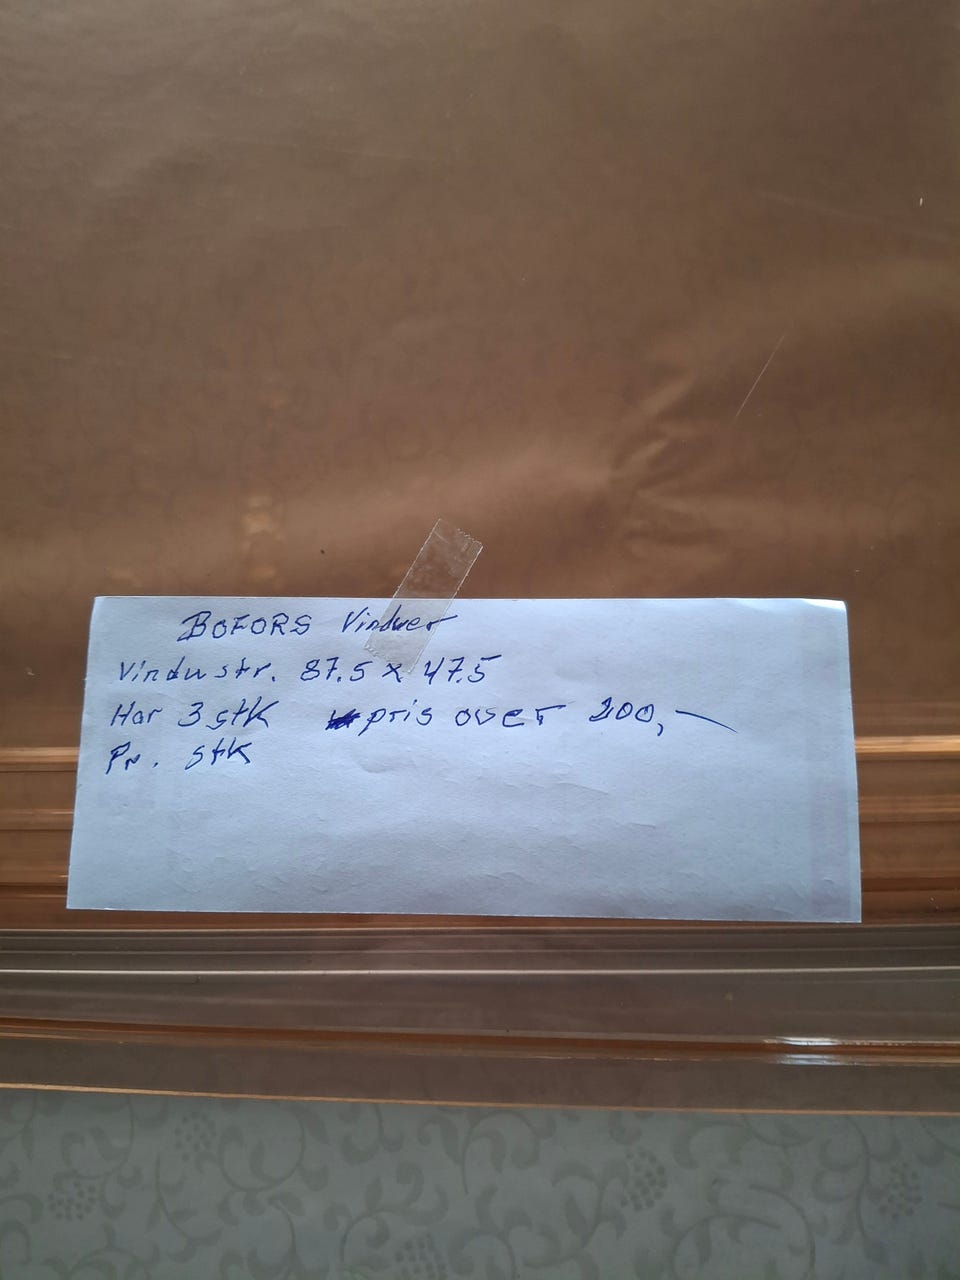 BOFORS Vinduer
Vindustr. 87.5 x 47.5
Har 3 stk pris over 200,-
Pr. stk